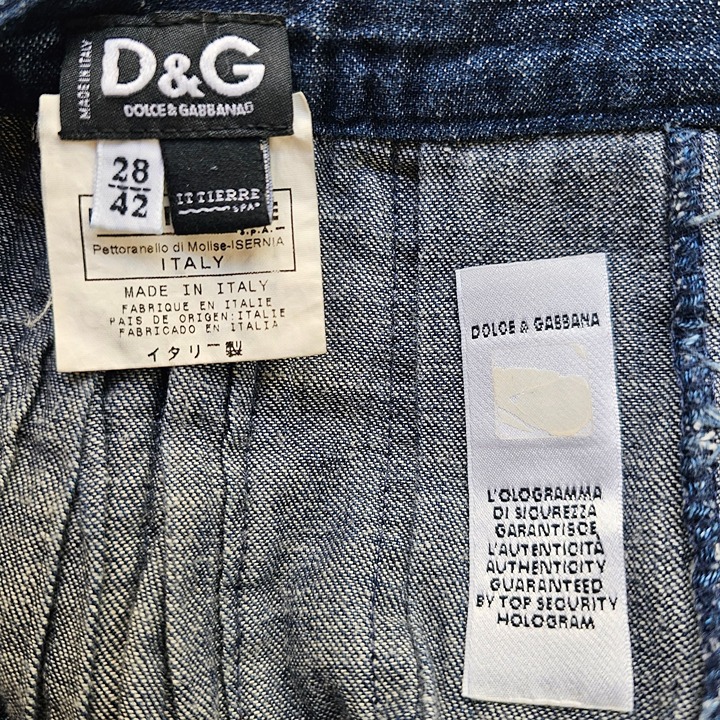 MADE IN ITALY
D&G
DOLCE & GABBANA
28
42
ITTIERRE
SPA
S.p.A.
Pettoranello di Molise-ISERNIA
ITALY
MADE IN ITALY
FABRIQUE EN ITALIE
PAIS DE ORIGEN:ITALIE
FABRICADO EN ITALIA
イタリー製
DOLCE & GABBANA
L'OLOGRAMMA
DI SICUREZZA
GARANTISCE
L'AUTENTICITÀ
AUTHENTICITY
GUARANTEED
BY TOP SECURITY
HOLOGRAM